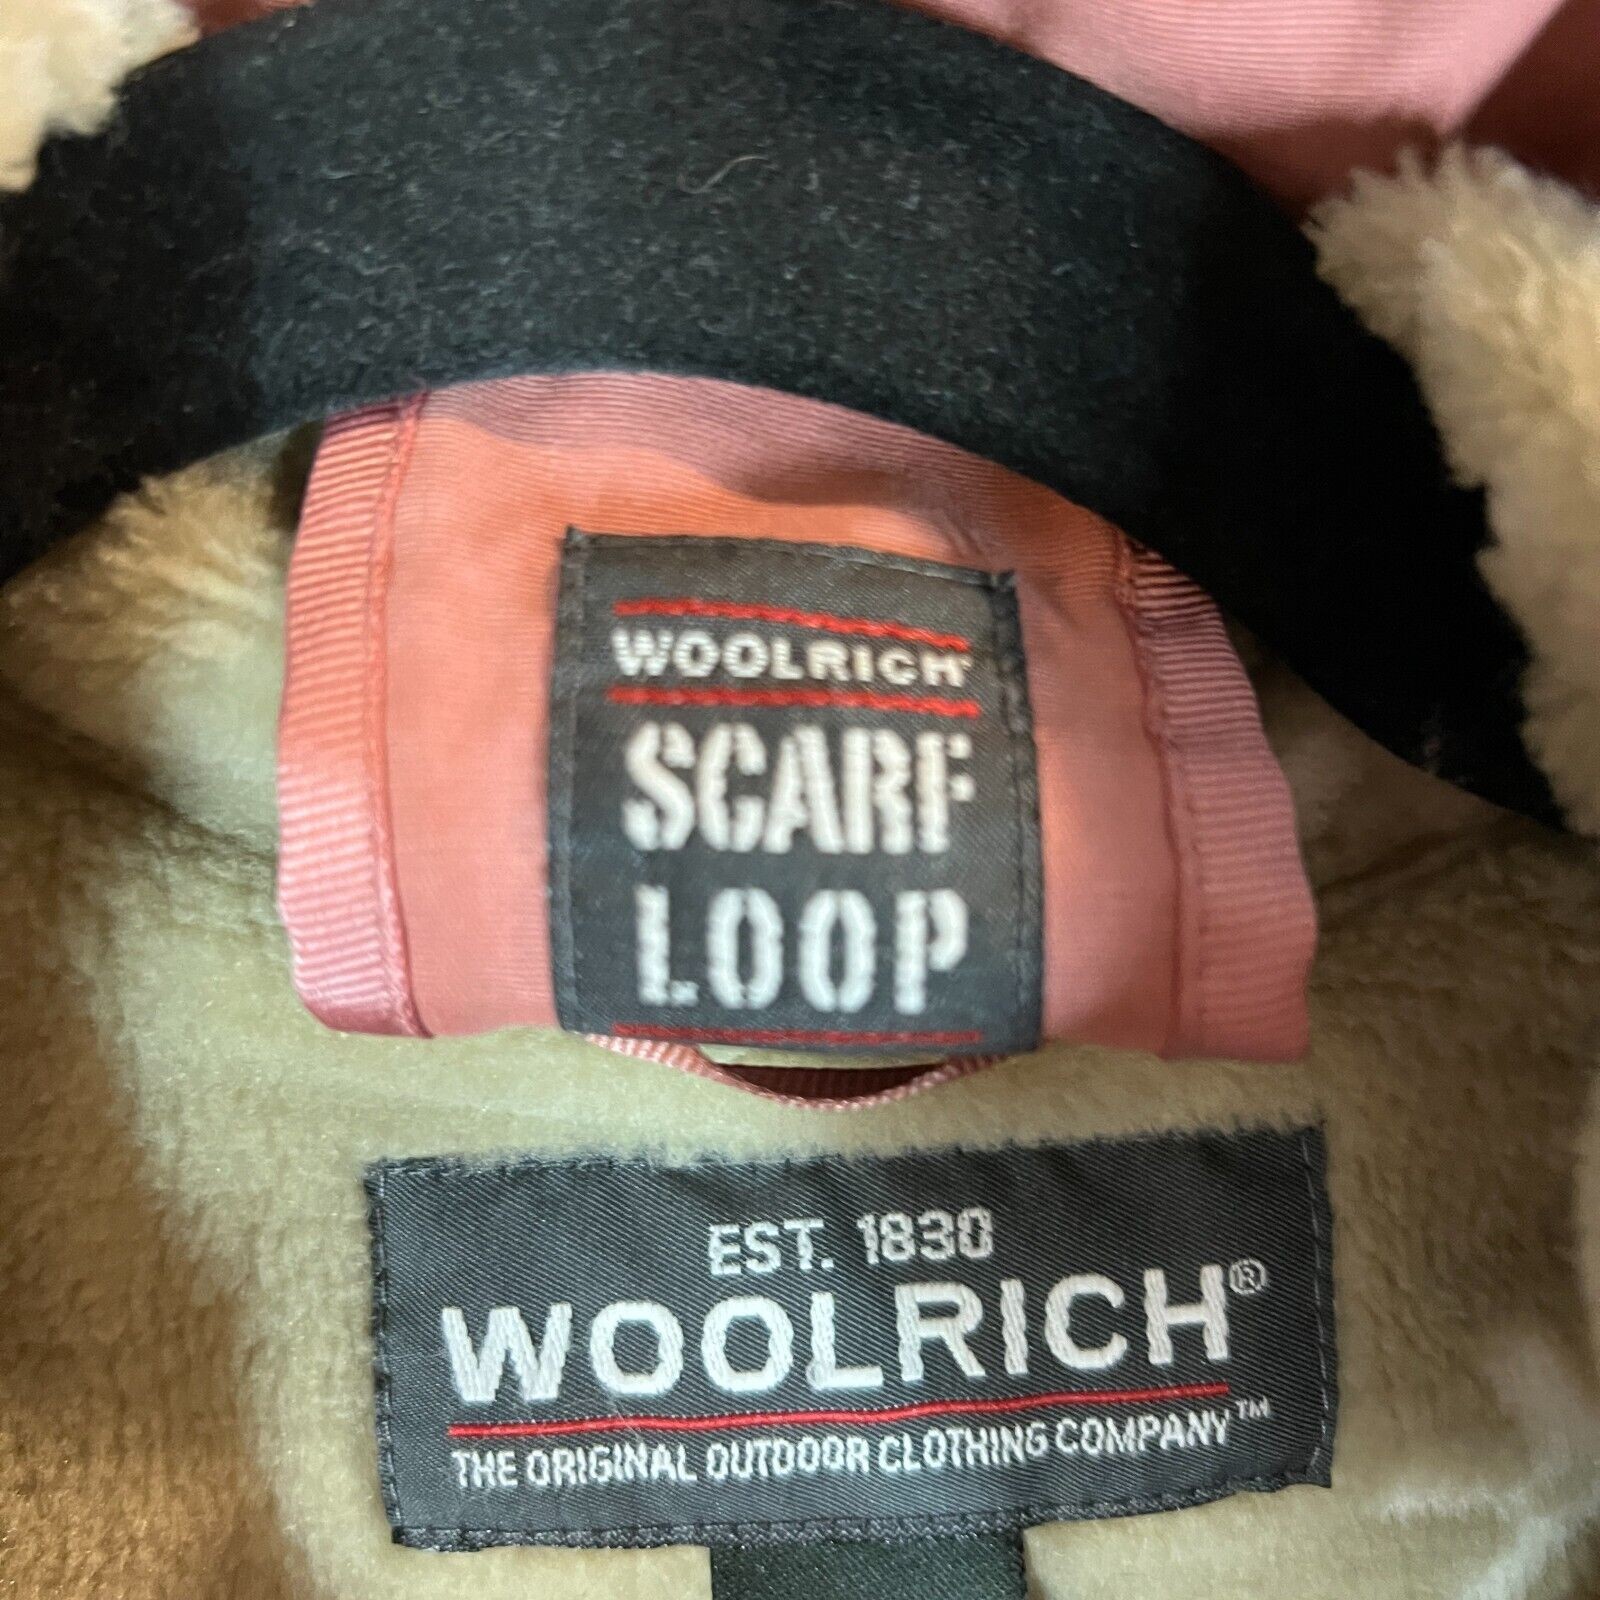 WOOLRICH
SCARF
LOOP
EST. 1830
WOOLRICH®
THE ORIGINAL OUTDOOR CLOTHING COMPANY™